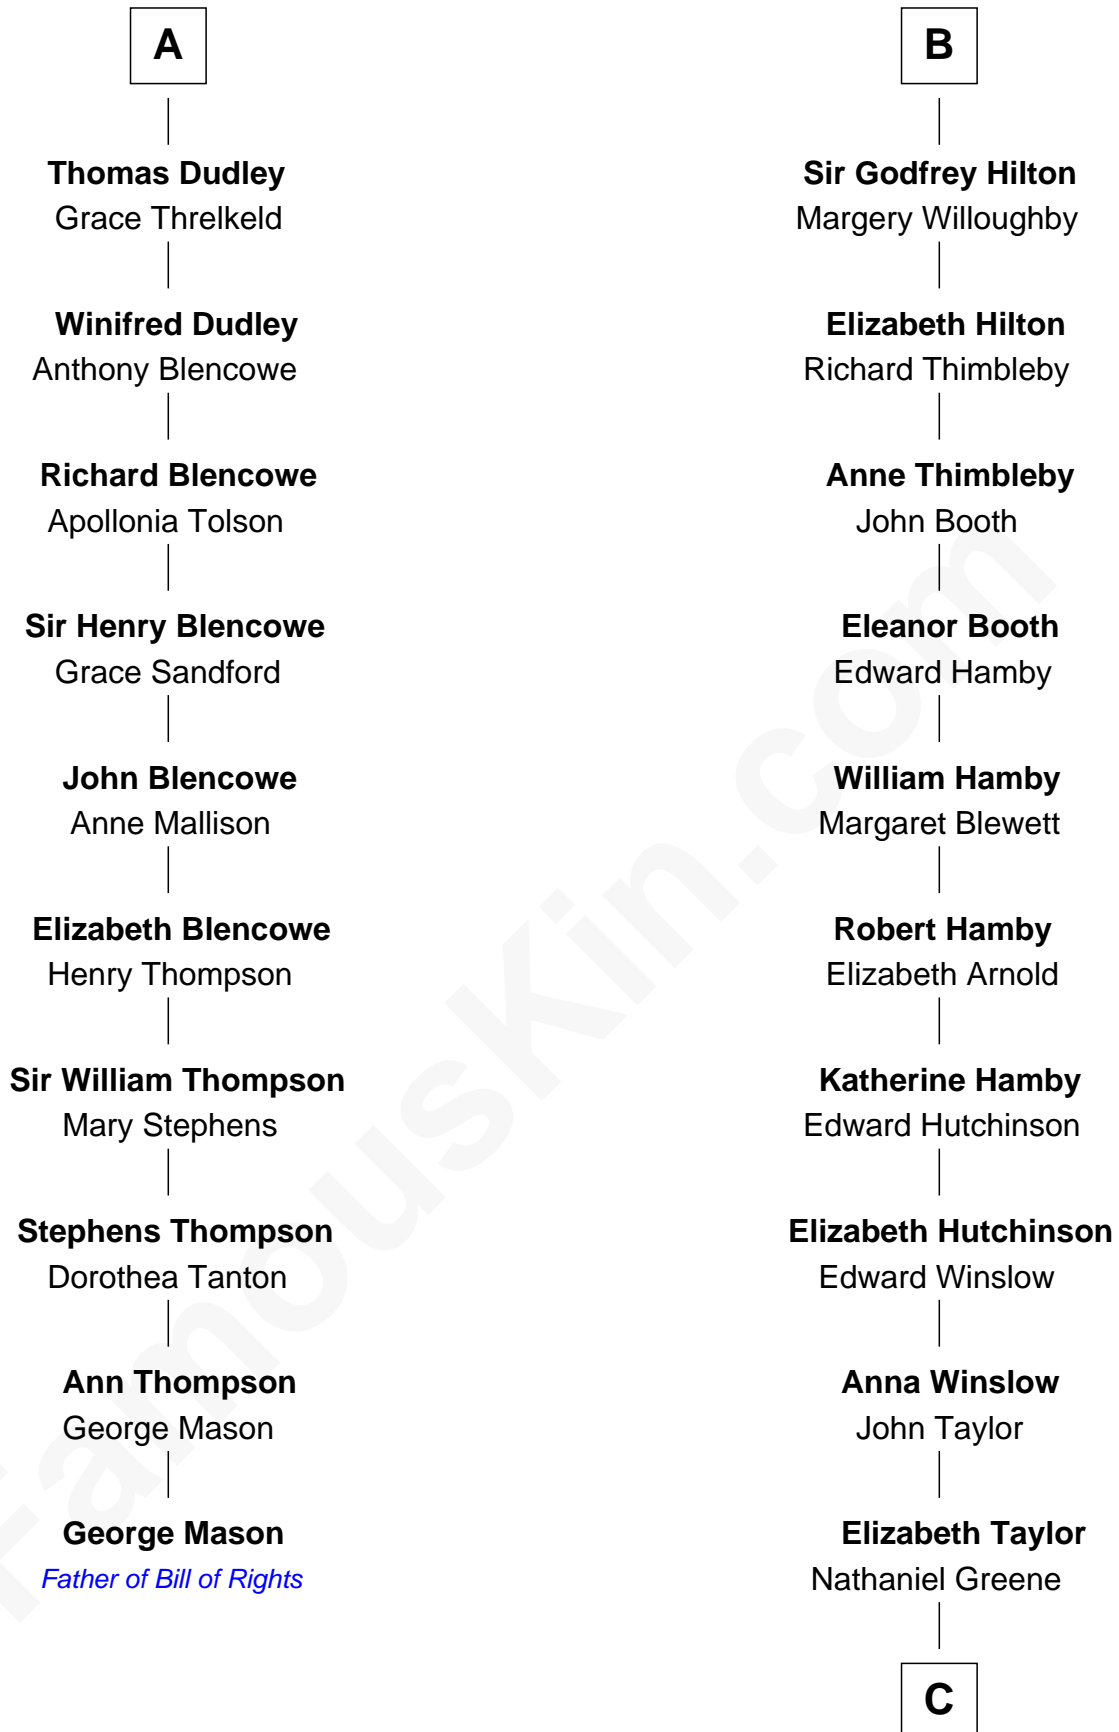 A
Thomas Dudley
Grace Threlkeld
Winifred Dudley
Anthony Blencowe
Richard Blencowe
Apollonia Tolson
Sir Henry Blencowe
Grace Sandford
John Blencowe
Anne Mallison
Elizabeth Blencowe
Henry Thompson
Sir William Thompson
Mary Stephens
Stephens Thompson
Dorothea Tanton
Ann Thompson
George Mason
George Mason
Father of Bill of Rights
B
Sir Godfrey Hilton
Margery Willoughby
Elizabeth Hilton
Richard Thimbleby
Anne Thimbleby
John Booth
Eleanor Booth
Edward Hamby
William Hamby
Margaret Blewett
Robert Hamby
Elizabeth Arnold
Katherine Hamby
Edward Hutchinson
Elizabeth Hutchinson
Edward Winslow
Anna Winslow
John Taylor
Elizabeth Taylor
Nathaniel Greene
C
FamousKin.com